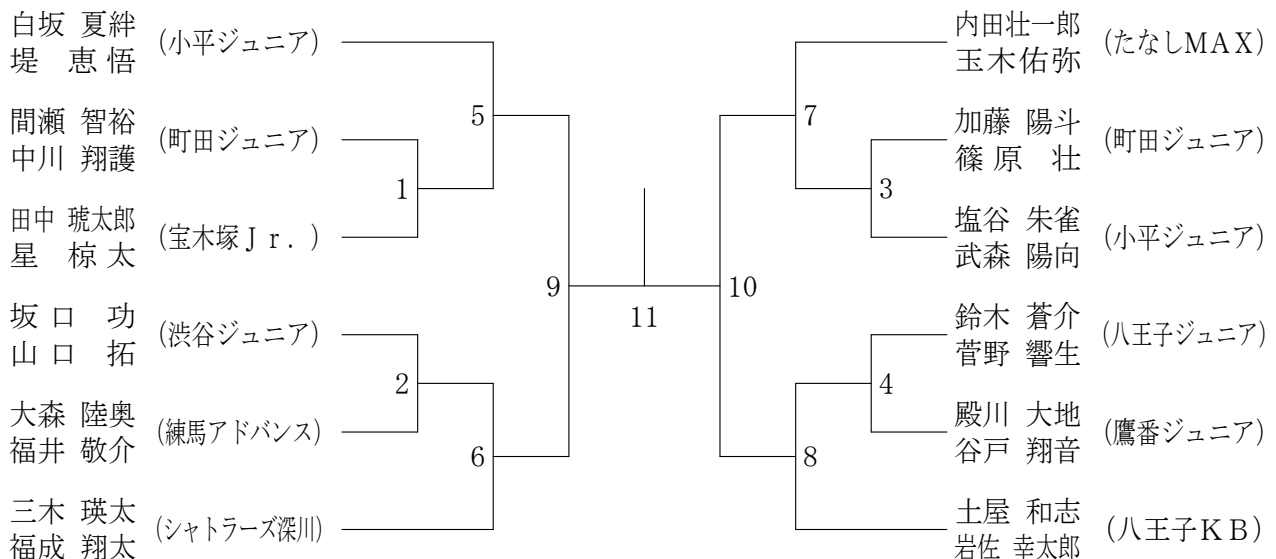 白坂 夏絆
堤 恵悟
(小平ジュニア)
間瀬 智裕
中川 翔護
(町田ジュニア)
田中 琥太郎
星 椋太
(宝木塚Ｊｒ．)
坂口 功
山口 拓
(渋谷ジュニア)
大森 陸奥
福井 敬介
(練馬アドバンス)
三木 瑛太
福成 翔太
(シャトラーズ深川)
5
1
9
2
6
11
7
3
10
4
8
内田壮一郎
玉木佑弥
(たなしＭＡＸ)
加藤 陽斗
篠原 壮
(町田ジュニア)
塩谷 朱雀
武森 陽向
(小平ジュニア)
鈴木 蒼介
菅野 響生
(八王子ジュニア)
殿川 大地
谷戸 翔音
(鷹番ジュニア)
土屋 和志
岩佐 幸太郎
(八王子ＫＢ)